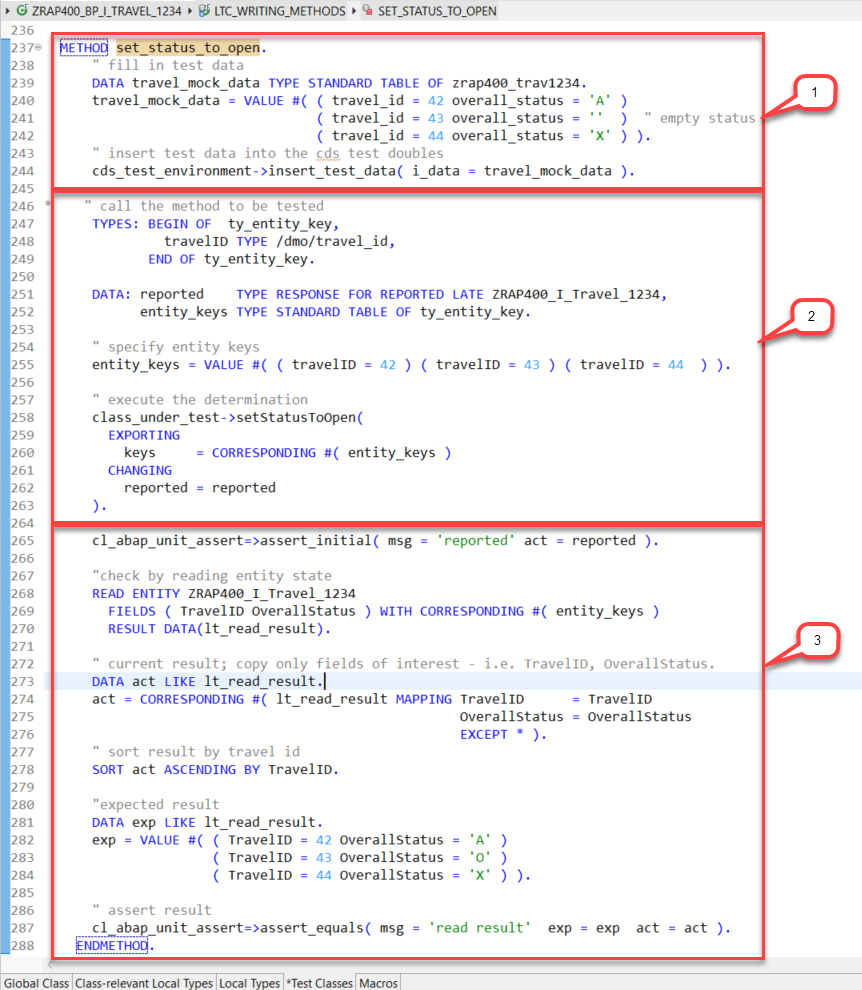 ZRAP400_BP_I_TRAVEL_1234 LTC_WRITING_METHODS SET_STATUS_TO_OPEN
236
237 METHOD set_status_to_open.
238 " fill in test data
239 DATA travel_mock_data TYPE STANDARD TABLE OF zrap400_trav1234.
240 travel_mock_data = VALUE #( ( travel_id = 42 overall_status = 'A' )
241 ( travel_id = 43 overall_status = '' ) " empty status
242 ( travel_id = 44 overall_status = 'X' ) ).
243 " insert test data into the cds test doubles
244 cds_test_environment->insert_test_data( i_data = travel_mock_data ).
245
1
246 " call the method to be tested
247 TYPES: BEGIN OF ty_entity_key,
248 travelID TYPE /dmo/travel_id,
249 END OF ty_entity_key.
250
251 DATA: reported TYPE RESPONSE FOR REPORTED LATE ZRAP400_I_Travel_1234,
252 entity_keys TYPE STANDARD TABLE OF ty_entity_key.
253
254 " specify entity keys
255 entity_keys = VALUE #( ( travelID = 42 ) ( travelID = 43 ) ( travelID = 44 ) ).
256
257 " execute the determination
258 class_under_test->setStatusToOpen(
259 EXPORTING
260 keys = CORRESPONDING #( entity_keys )
261 CHANGING
262 reported = reported
263 ).
264
2
265 cl_abap_unit_assert=>assert_initial( msg = 'reported' act = reported ).
266
267 "check by reading entity state
268 READ ENTITY ZRAP400_I_Travel_1234
269 FIELDS ( TravelID OverallStatus ) WITH CORRESPONDING #( entity_keys )
270 RESULT DATA(lt_read_result).
271
272 " current result; copy only fields of interest - i.e. TravelID, OverallStatus.
273 DATA act LIKE lt_read_result.
274 act = CORRESPONDING #( lt_read_result MAPPING TravelID = TravelID
275 OverallStatus = OverallStatus
276 EXCEPT * ).
277 " sort result by travel id
278 SORT act ASCENDING BY TravelID.
279
280 "expected result
281 DATA exp LIKE lt_read_result.
282 exp = VALUE #( ( TravelID = 42 OverallStatus = 'A' )
283 ( TravelID = 43 OverallStatus = 'O' )
284 ( TravelID = 44 OverallStatus = 'X' ) ).
285
286 " assert result
287 cl_abap_unit_assert=>assert_equals( msg = 'read result' exp = exp act = act ).
288 ENDMETHOD.
3
Global Class Class-relevant Local Types Local Types *Test Classes Macros